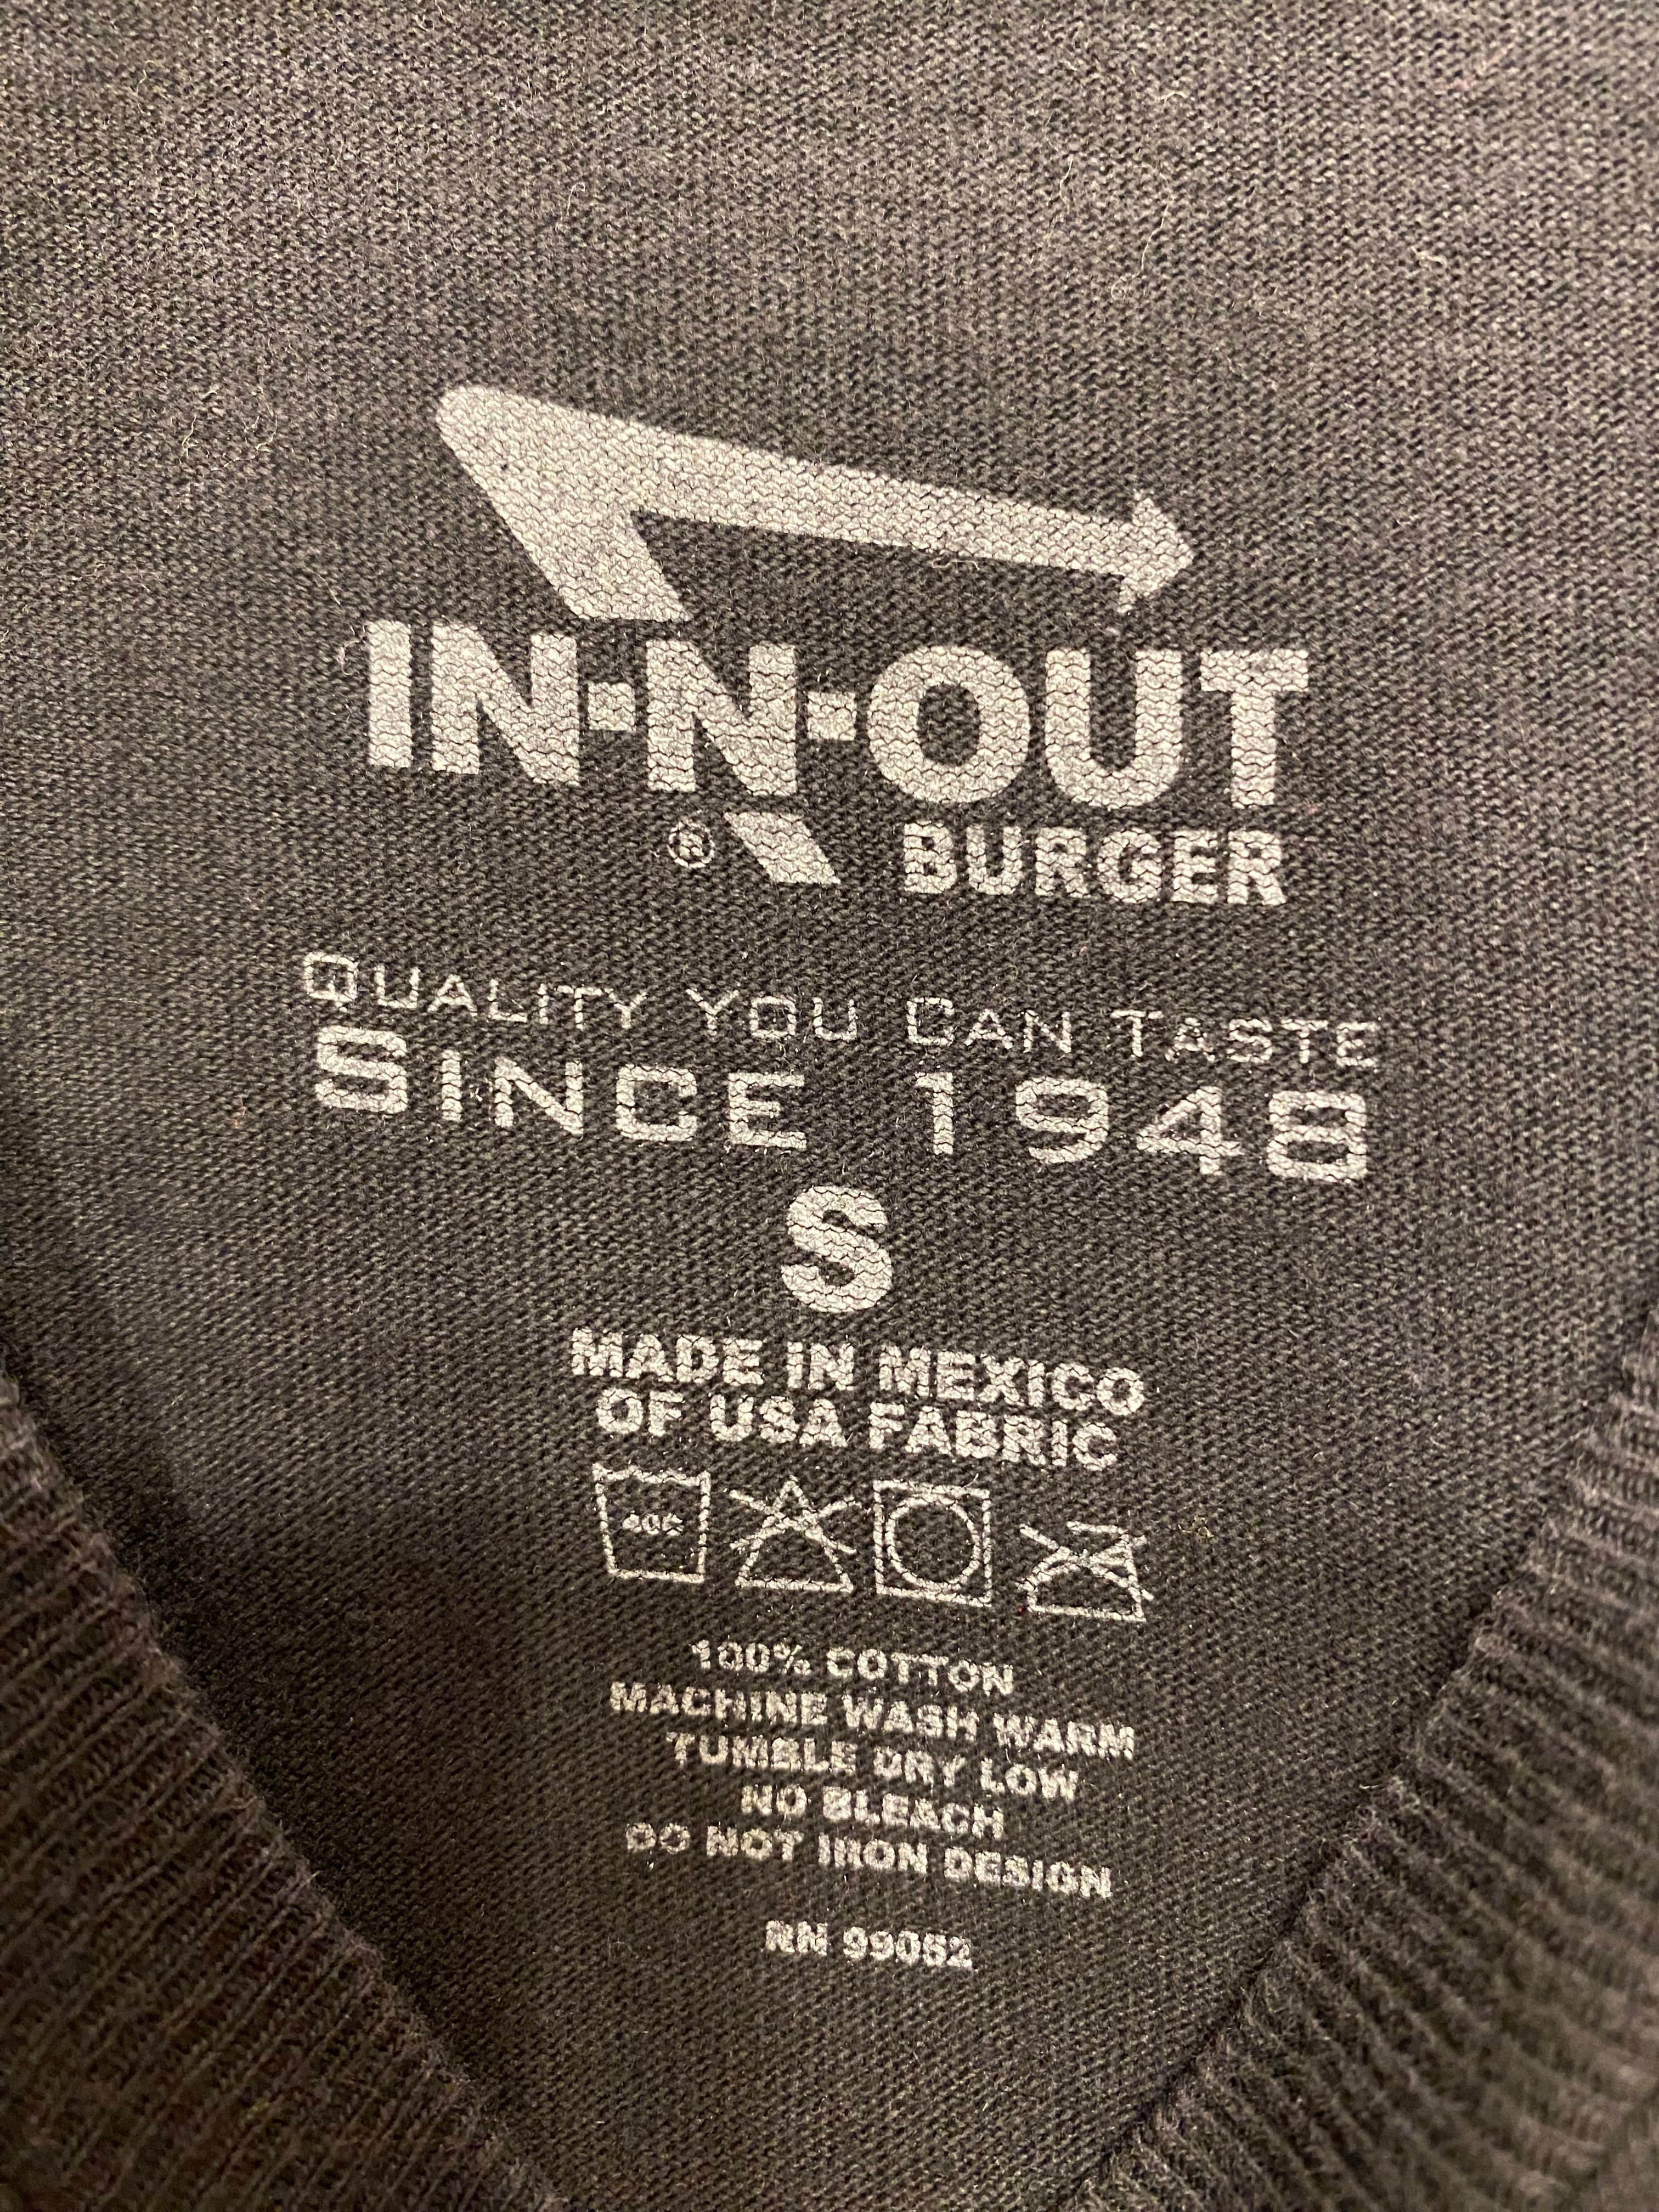 IN-N-OUT
® BURGER
QUALITY YOU CAN TASTE
SINCE 1948
S
MADE IN MEXICO
OF USA FABRIC
40C
100% COTTON
MACHINE WASH WARM
TUMBLE DRY LOW
NO BLEACH
DO NOT IRON DESIGN
RN 99052